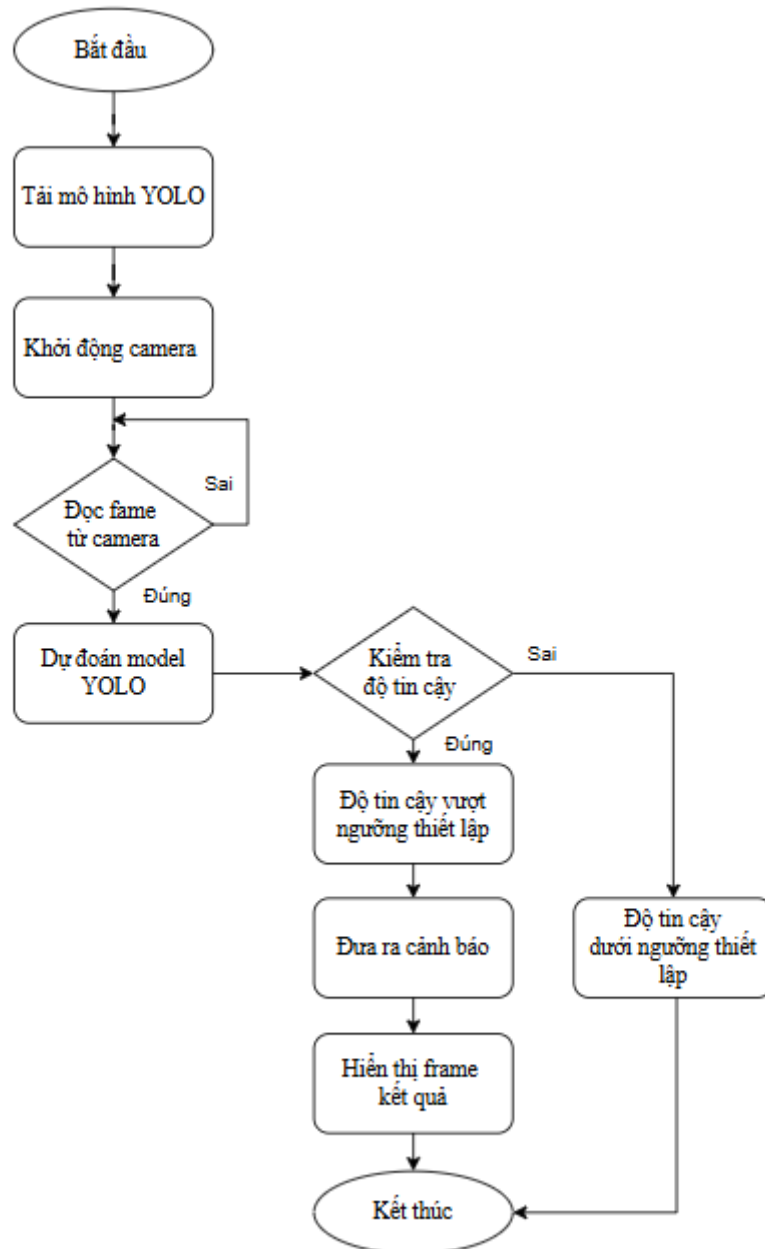 Bắt đầu
Tải mô hình YOLO
Khởi động camera
Sai
Đọc fame
từ camera
Đúng
Dự đoán model
YOLO
Kiểm tra
độ tin cậy
Sai
Đúng
Độ tin cậy vượt
ngưỡng thiết lập
Đưa ra cảnh báo
Độ tin cậy
dưới ngưỡng thiết
lập
Hiển thị frame
kết quả
Kết thúc